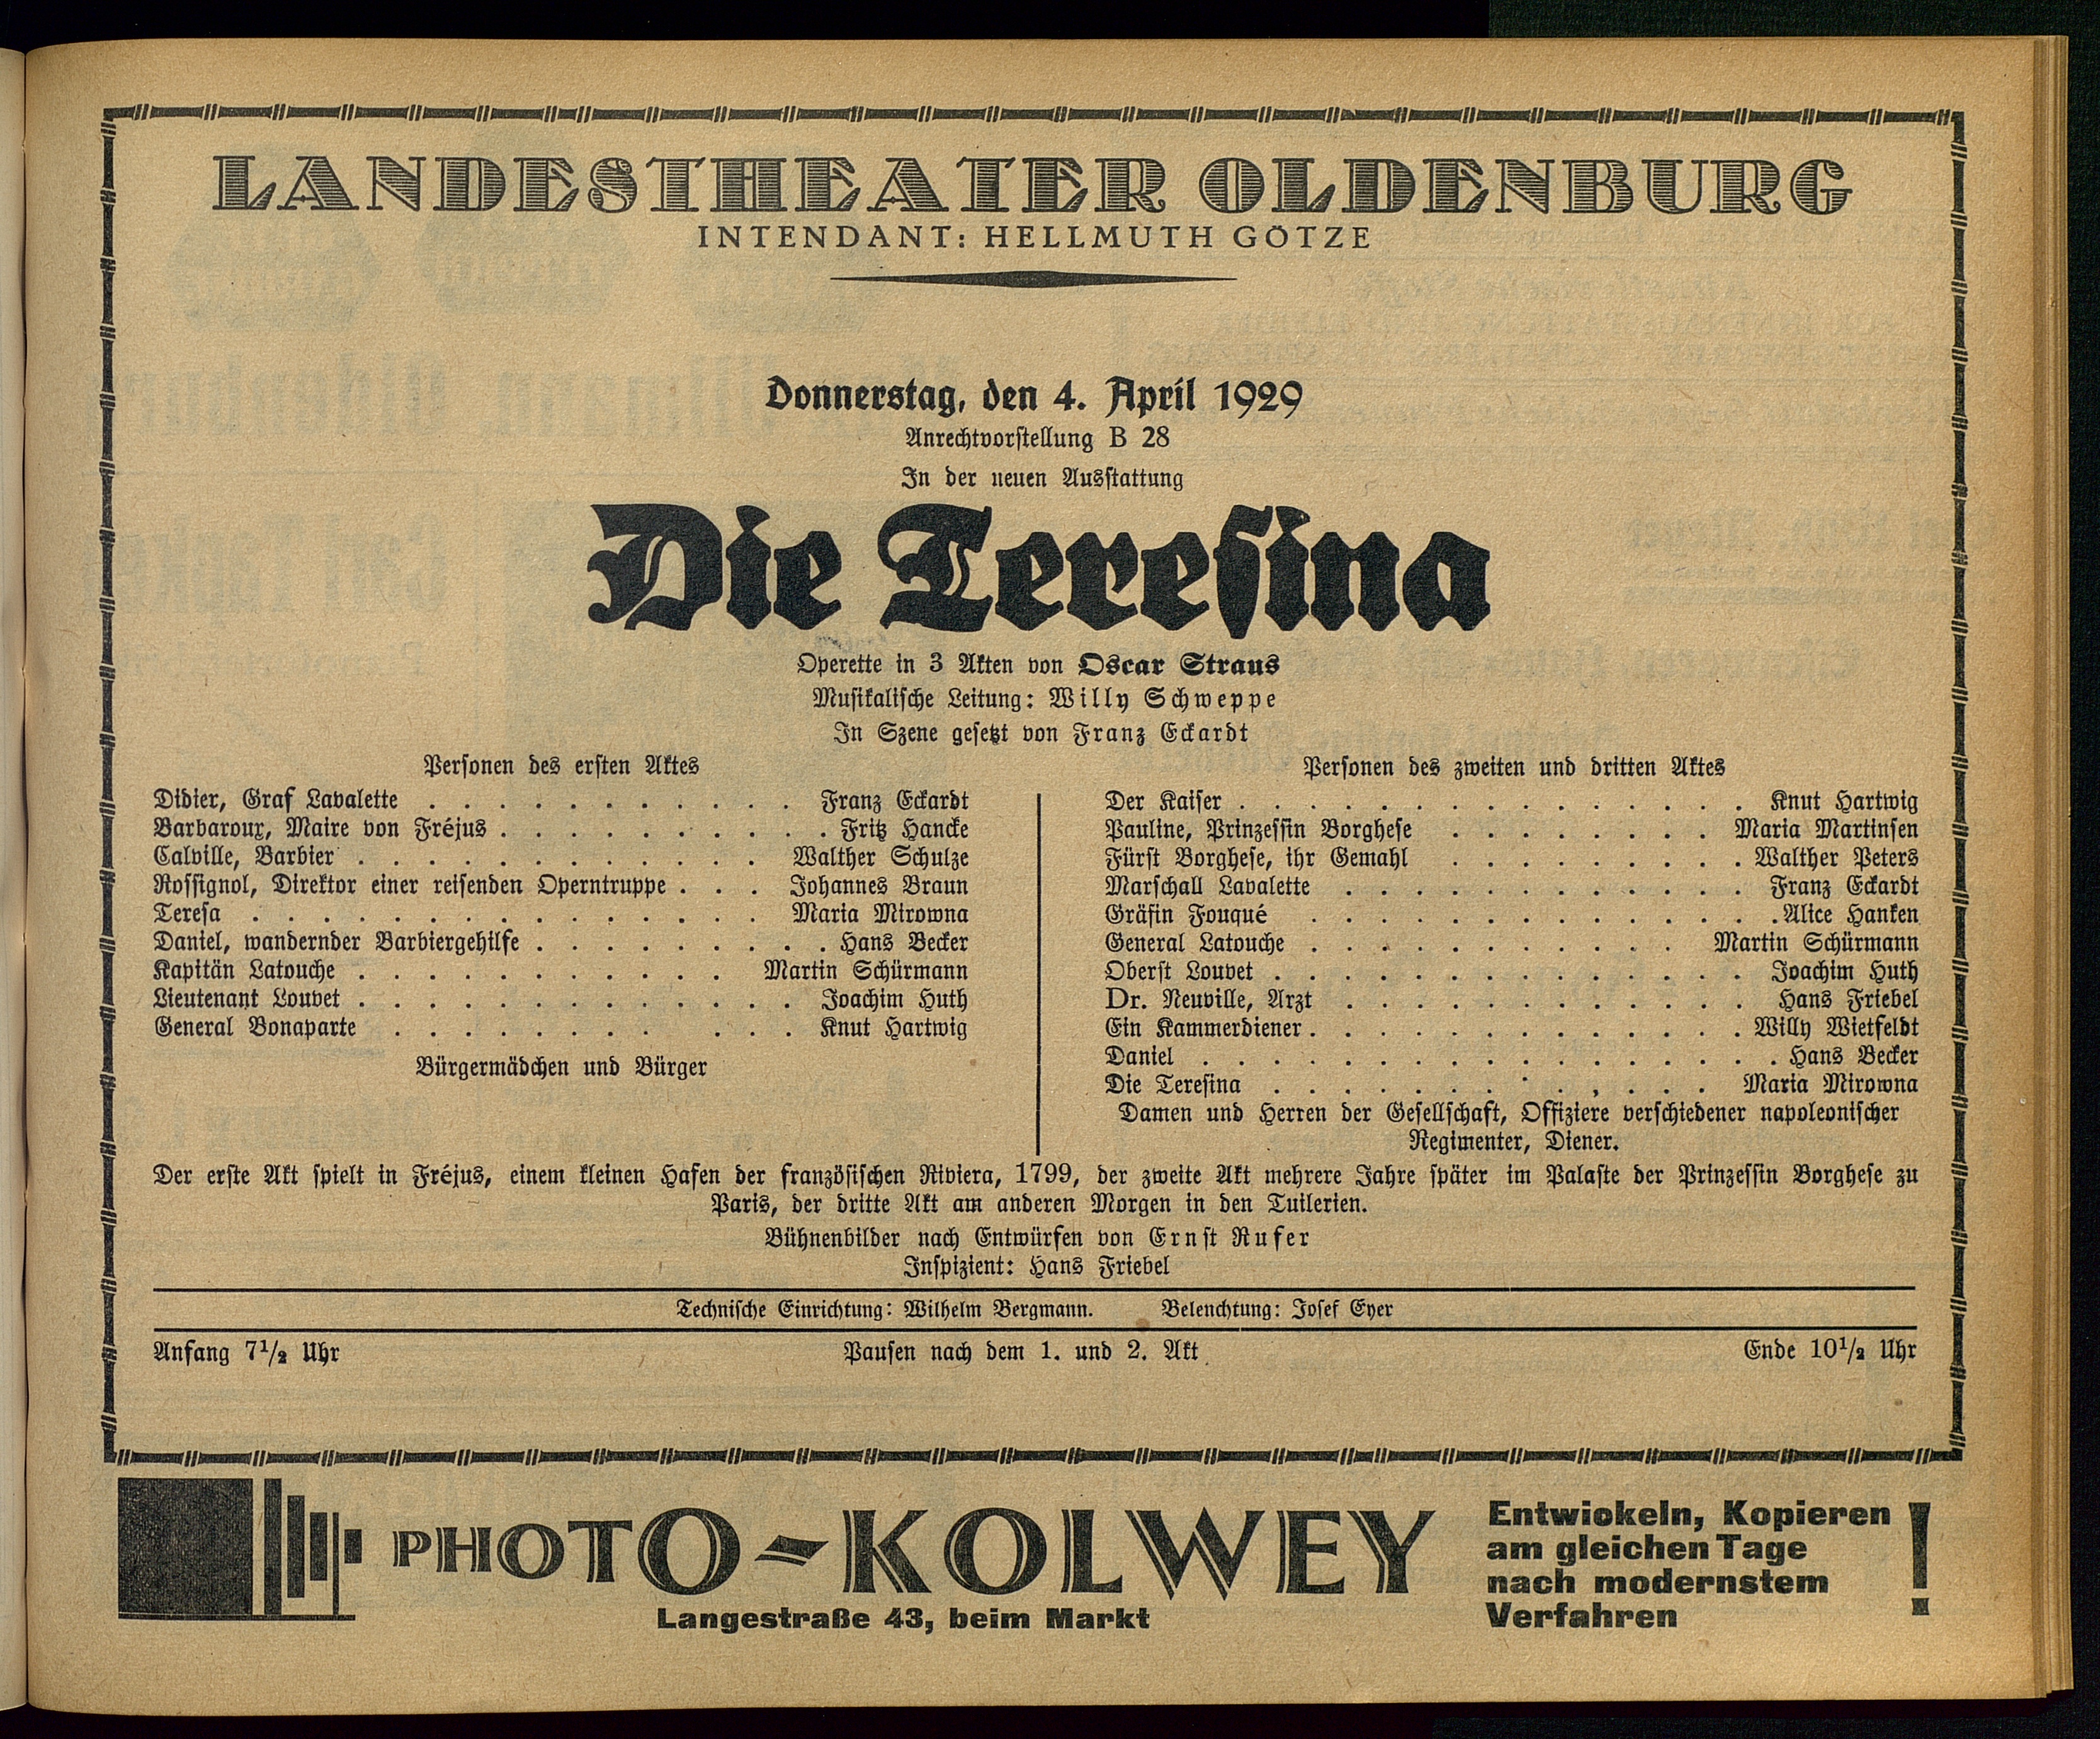 LANDESTHEATER OLDENBURG
INTENDANT: HELLMUTH GÖTZE
Donnerstag, den 4. April 1929
Anrechtvorstellung B 28
In der neuen Ausstattung
Die Teresina
Operette in 3 Akten von Oscar Straus
Musikalische Leitung: Willy Schweppe
In Szene gesetzt von Franz Eckardt
Personen des ersten Aktes
Didier, Graf Lavalette . . . . . . . . . . . Franz Eckardt
Barbaroux, Maire von Fréjus . . . . . . . . . . Fritz Hancke
Calville, Barbier . . . . . . . . . . . . Walther Schulze
Rossignol, Direktor einer reisenden Operntruppe . . . Johannes Braun
Teresa . . . . . . . . . . . . . . . Maria Mirowna
Daniel, wandernder Barbiergehilfe . . . . . . . . . Hans Becker
Kapitän Latouche . . . . . . . . . . . Martin Schürmann
Lieutenant Louvet . . . . . . . . . . . . . Joachim Huth
General Bonaparte . . . . . . . . . . . Knut Hartwig
Bürgermädchen und Bürger
Personen des zweiten und dritten Aktes
Der Kaiser . . . . . . . . . . . . . . . Knut Hartwig
Pauline, Prinzessin Borghese . . . . . . . . Maria Martinsen
Fürst Borghese, ihr Gemahl . . . . . . . . . Walther Peters
Marschall Lavalette . . . . . . . . . . . . Franz Eckardt
Gräfin Fouqué . . . . . . . . . . . . . . Alice Hanken
General Latouche . . . . . . . . . . . Martin Schürmann
Oberst Louvet . . . . . . . . . . . . . . Joachim Huth
Dr. Neuville, Arzt . . . . . . . . . . . . Hans Friebel
Ein Kammerdiener . . . . . . . . . . . . . Willy Wietfeldt
Daniel . . . . . . . . . . . . . . . . . Hans Becker
Die Teresina . . . . . . . . . . . . . Maria Mirowna
Damen und Herren der Gesellschaft, Offiziere verschiedener napoleonischer
Regimenter, Diener.
Der erste Akt spielt in Fréjus, einem kleinen Hafen der französischen Riviera, 1799, der zweite Akt mehrere Jahre später im Palaste der Prinzessin Borghese zu
Paris, der dritte Akt am anderen Morgen in den Tuilerien.
Bühnenbilder nach Entwürfen von Ernst Rufer
Inspizient: Hans Friebel
Technische Einrichtung: Wilhelm Bergmann. Beleuchtung: Josef Eyer
Anfang 7 1/2 Uhr Pausen nach dem 1. und 2. Akt Ende 10 1/2 Uhr
PHOTO-KOLWEY
Langestraße 43, beim Markt
Entwickeln, Kopieren
am gleichen Tage
nach modernstem
Verfahren !